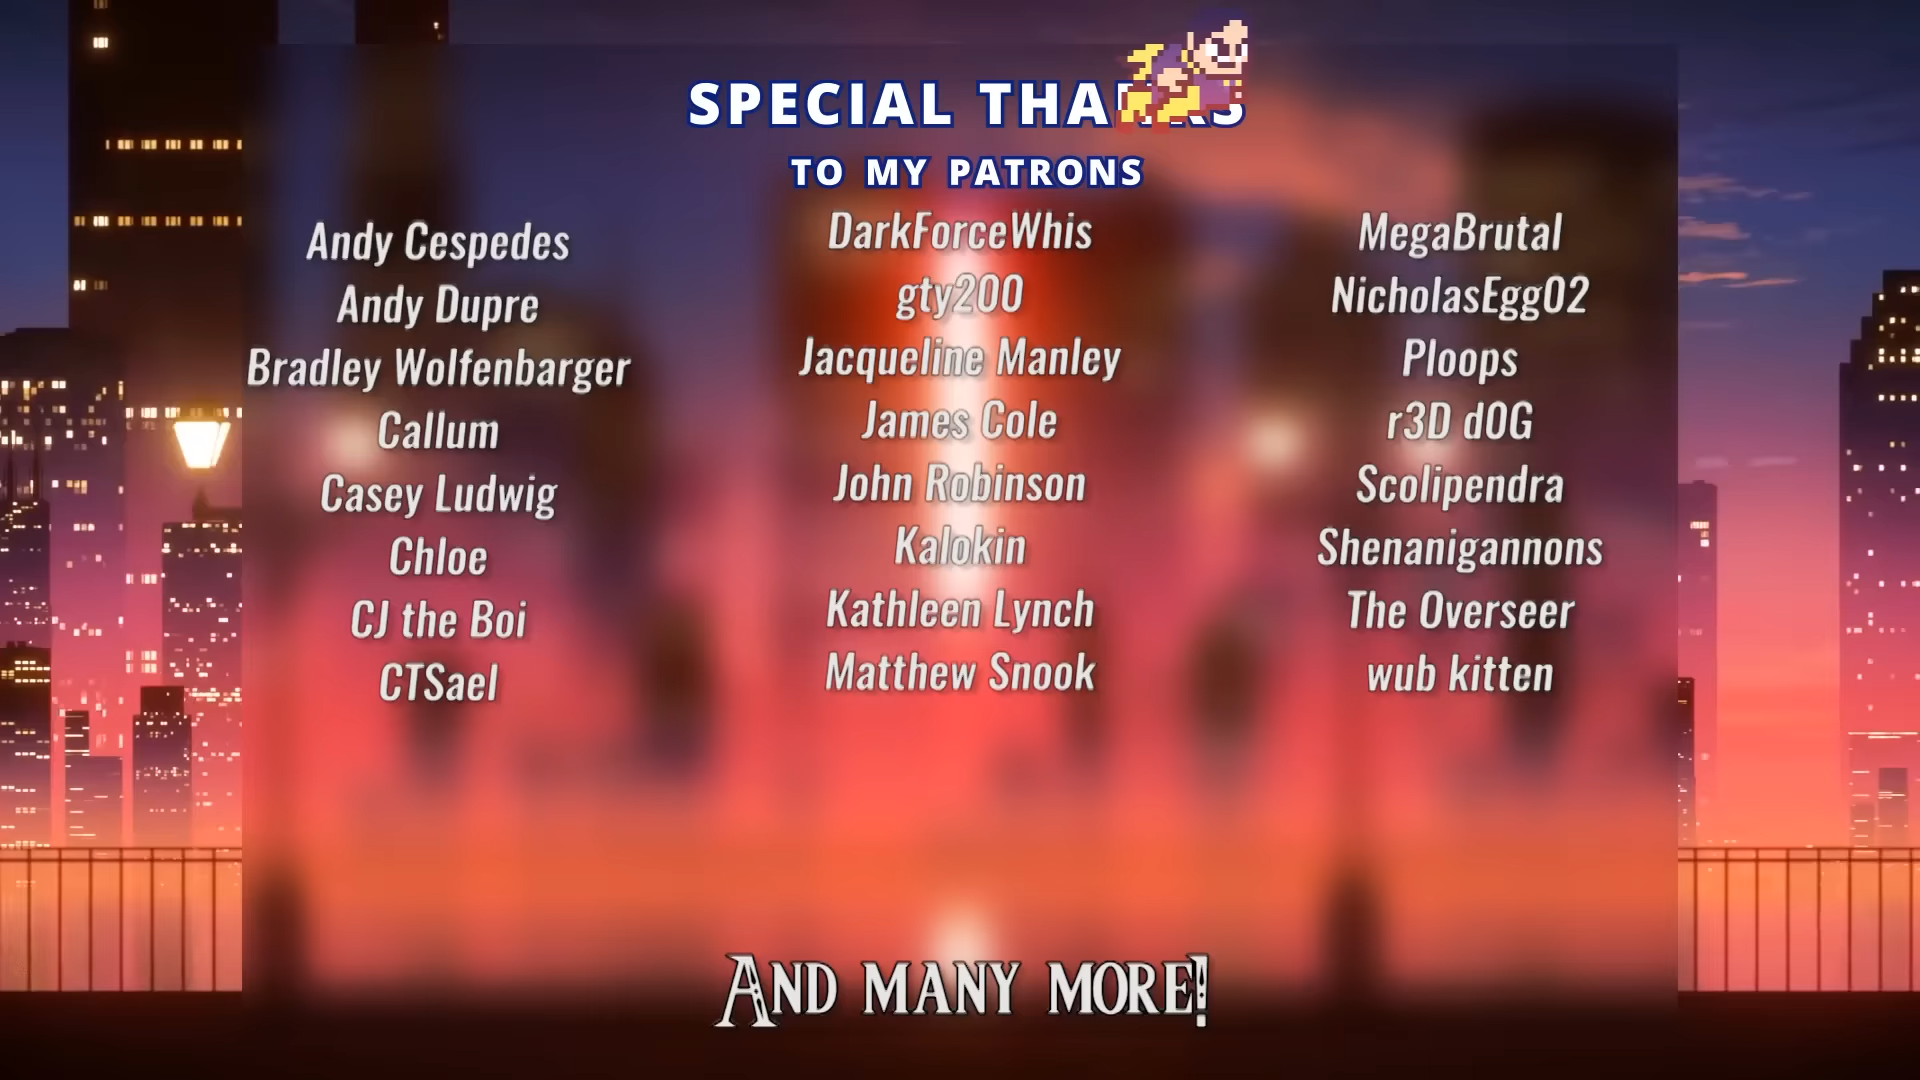 SPECIAL THANKS
TO MY PATRONS
Andy Cespedes
Andy Dupre
Bradley Wolfenbarger
Callum
Casey Ludwig
Chloe
CJ the Boi
CTSael
DarkForceWhis
gty200
Jacqueline Manley
James Cole
John Robinson
Kalokin
Kathleen Lynch
Matthew Snook
MegaBrutal
NicholasEgg02
Ploops
r3D d0G
Scolipendra
Shenanigannons
The Overseer
wub kitten
AND MANY MORE!